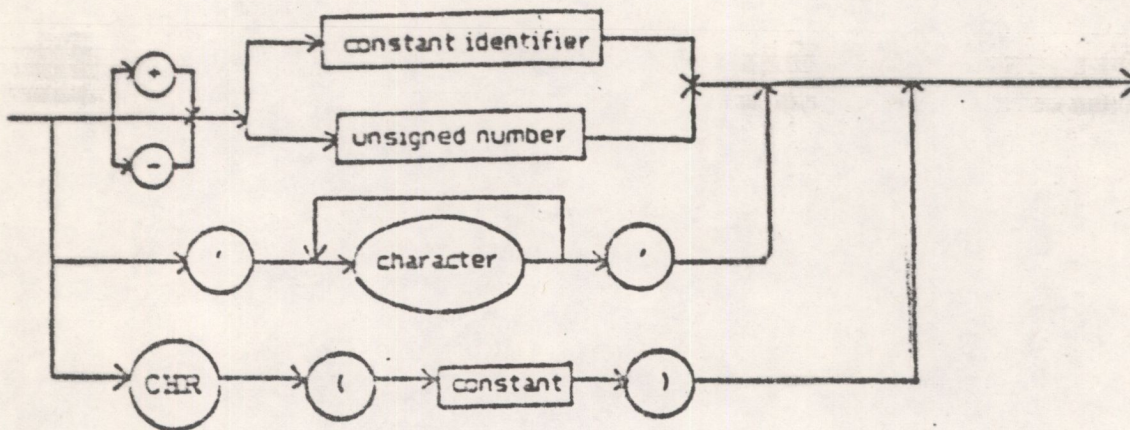 constant identifier
+
unsigned number
-
' character '
CHR ( constant )